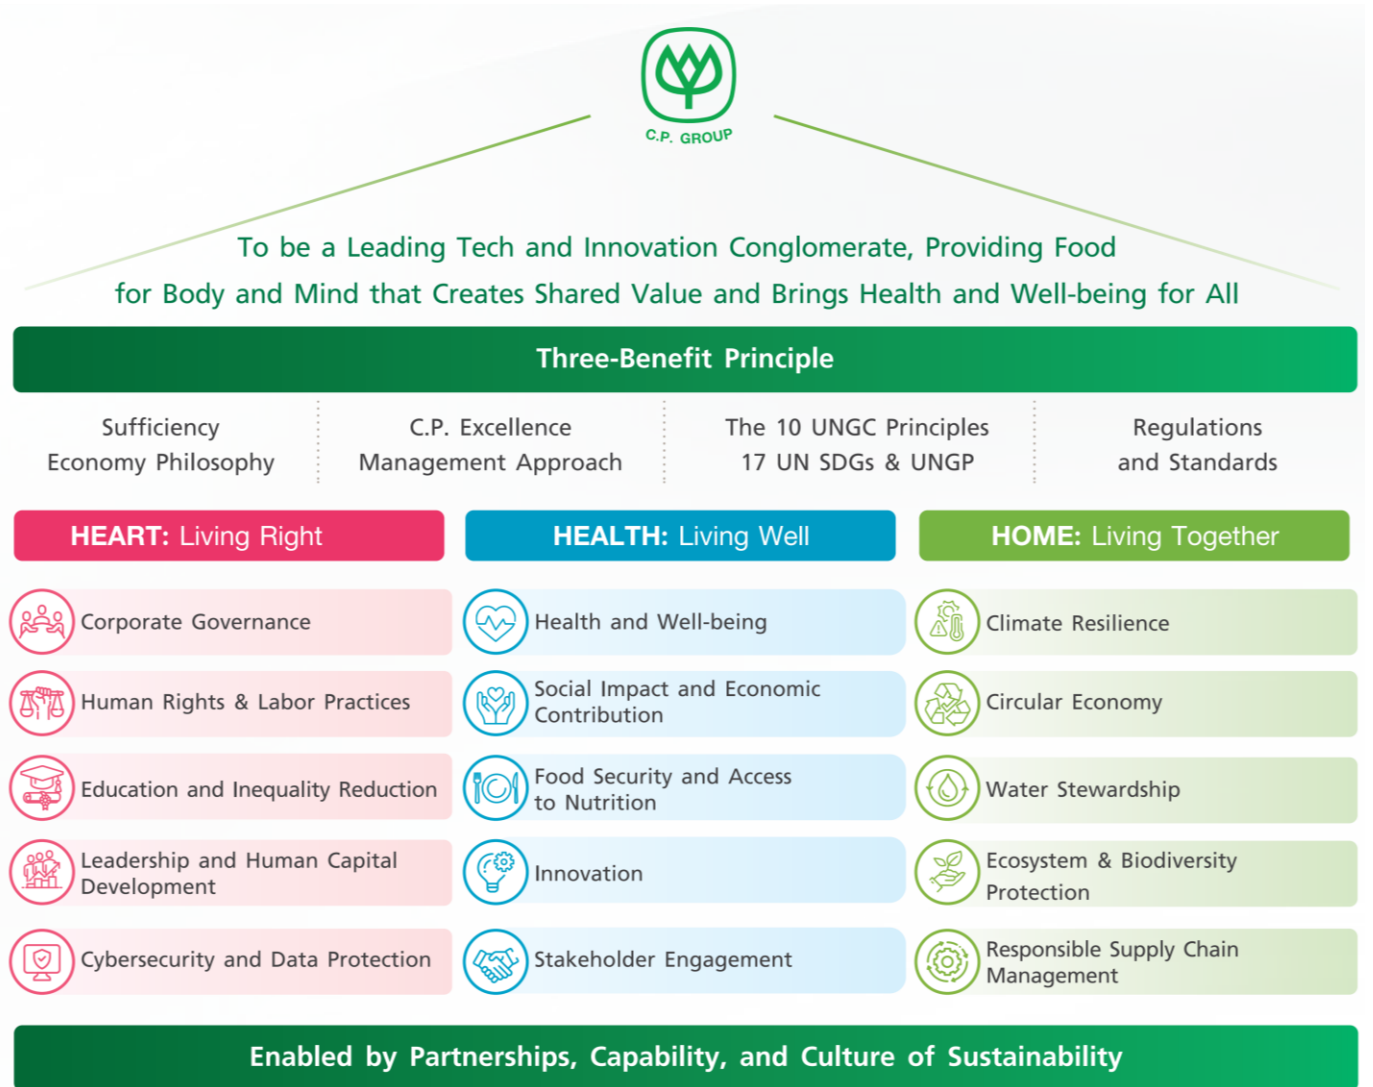 C.P. GROUP
To be a Leading Tech and Innovation Conglomerate, Providing Food
for Body and Mind that Creates Shared Value and Brings Health and Well-being for All
Three-Benefit Principle
Sufficiency
Economy Philosophy
C.P. Excellence
Management Approach
The 10 UNGC Principles
17 UN SDGs & UNGP
Regulations
and Standards
HEART: Living Right
Corporate Governance
Human Rights & Labor Practices
Education and Inequality Reduction
Leadership and Human Capital
Development
Cybersecurity and Data Protection
HEALTH: Living Well
Health and Well-being
Social Impact and Economic
Contribution
Food Security and Access
to Nutrition
Innovation
Stakeholder Engagement
HOME: Living Together
Climate Resilience
Circular Economy
Water Stewardship
Ecosystem & Biodiversity
Protection
Responsible Supply Chain
Management
Enabled by Partnerships, Capability, and Culture of Sustainability